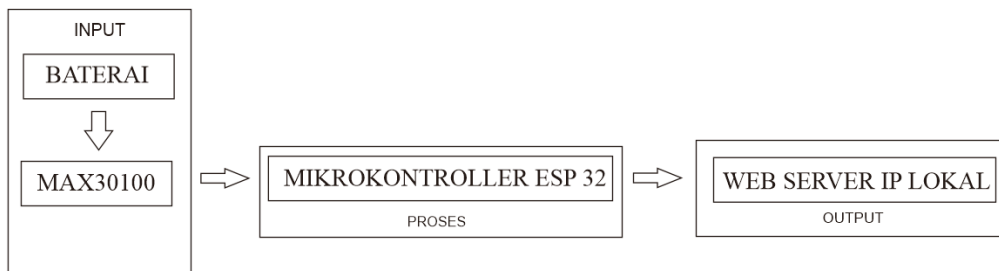 INPUT
BATERAI
MAX30100
MIKROKONTROLLER ESP 32
PROSES
WEB SERVER IP LOKAL
OUTPUT